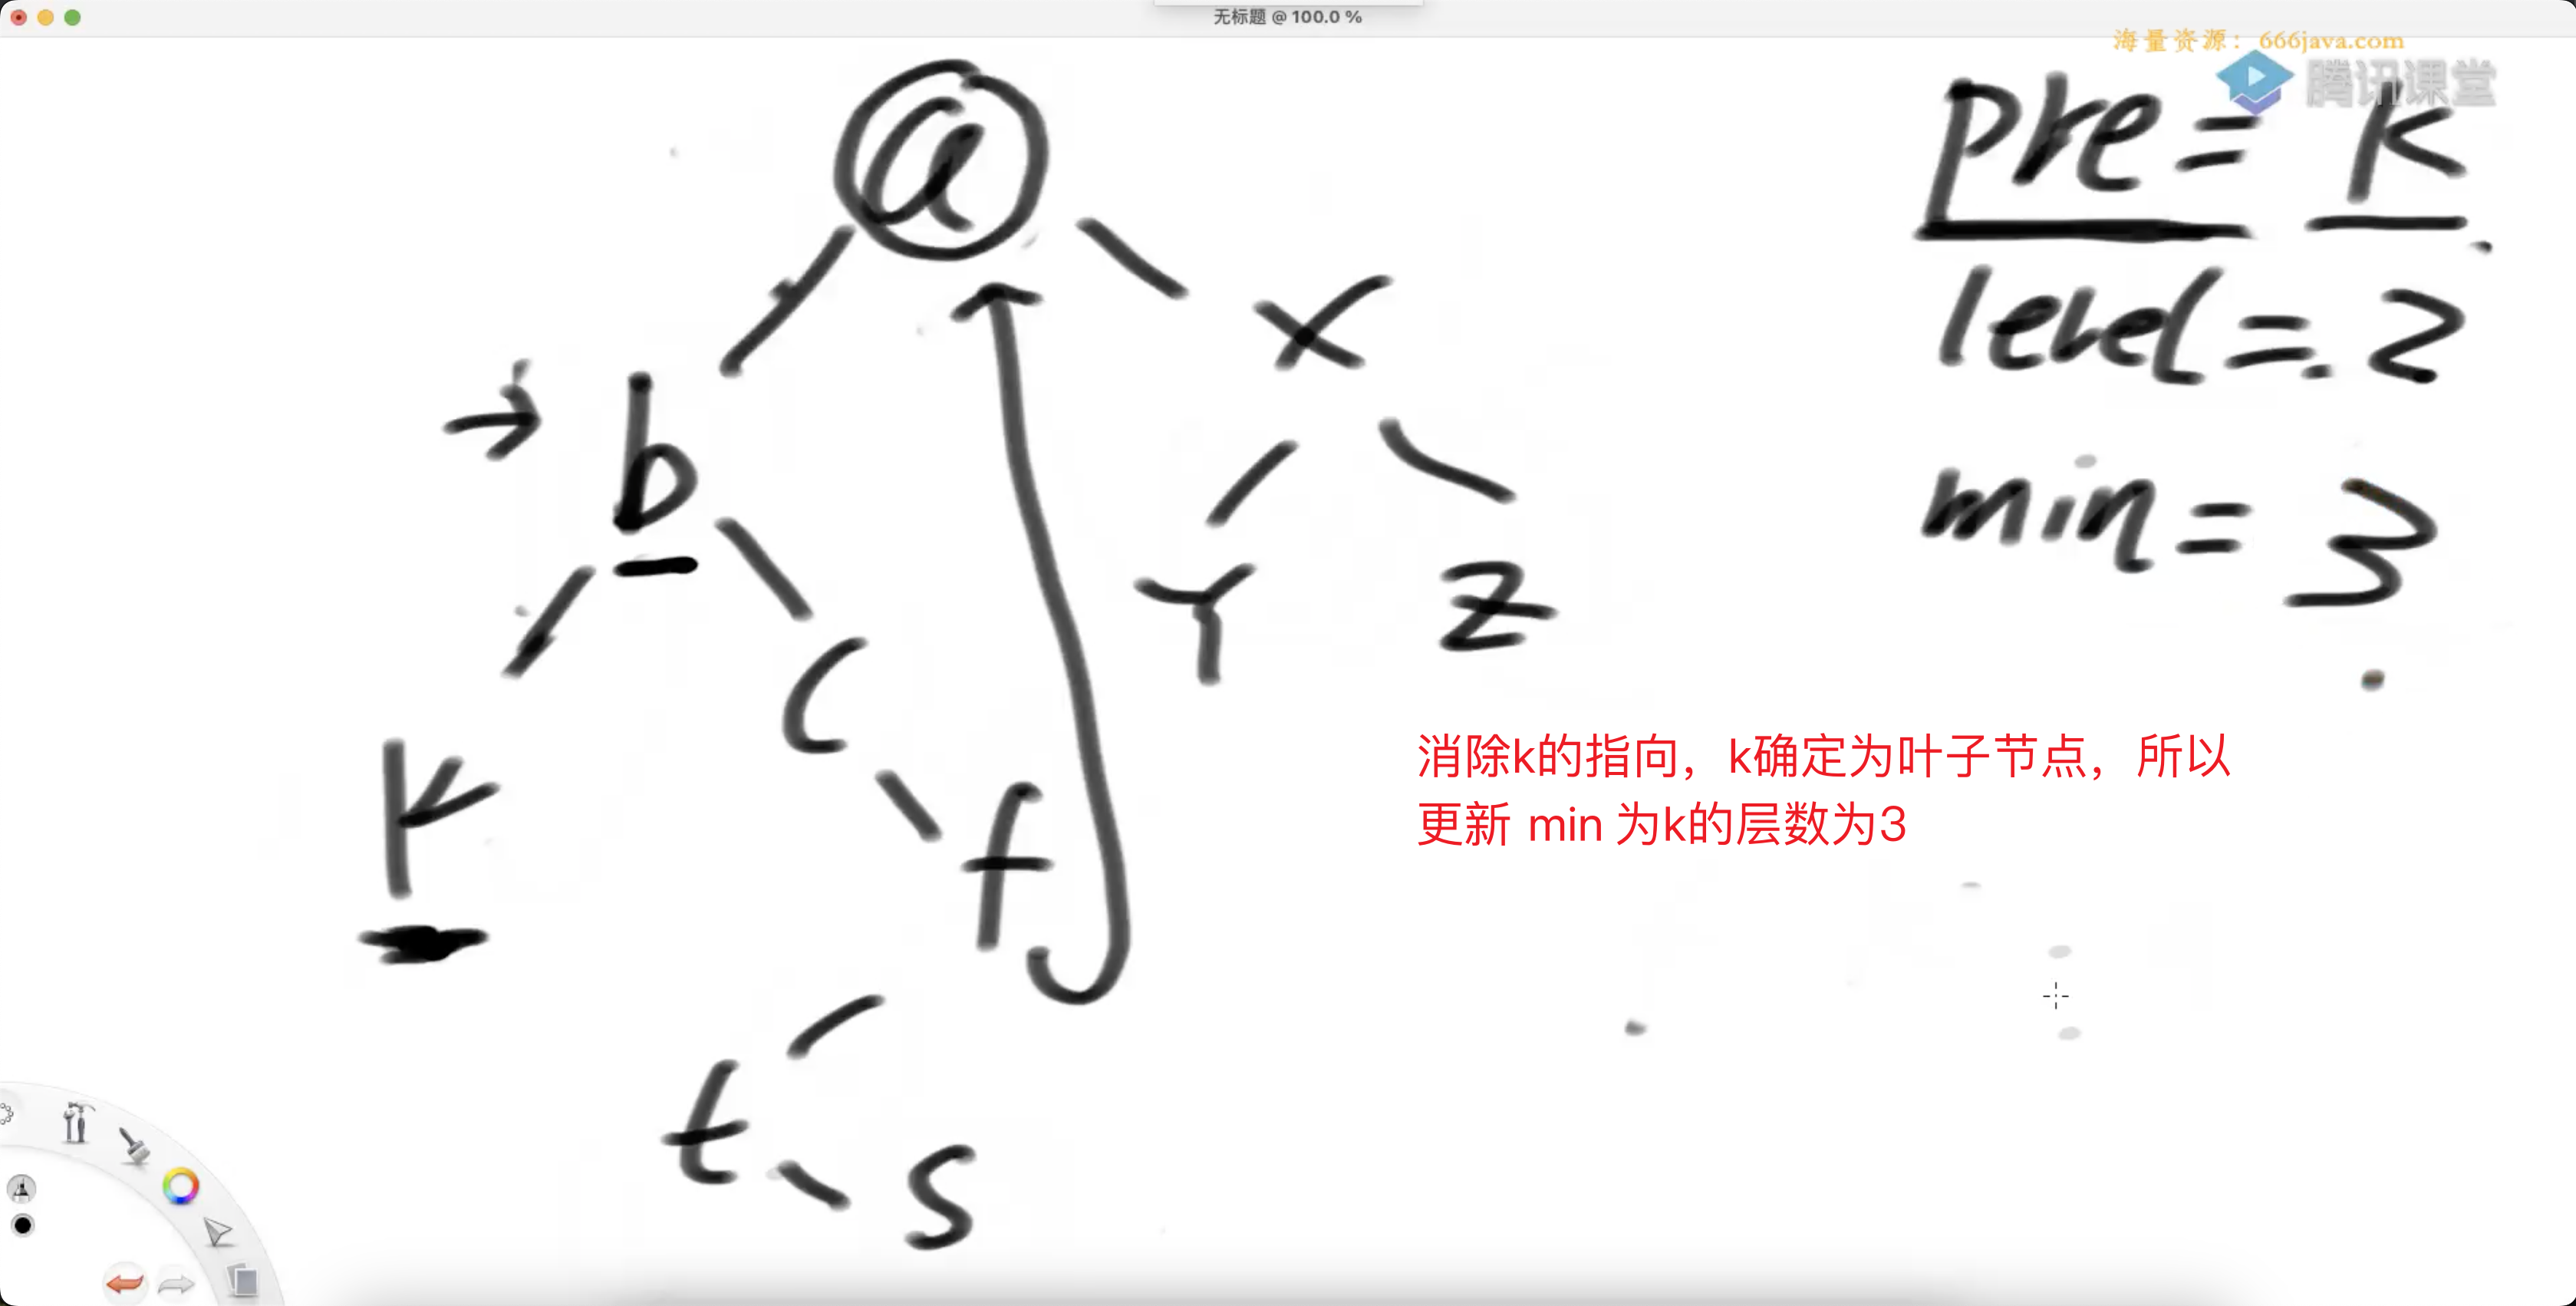 无标题 @ 100.0 %
海量资源：666java.com
腾讯课堂
a
pre = k
level = 2
min = 3
b
x
Y
Z
k
c
f
t
s
消除k的指向，k确定为叶子节点，所以
更新 min 为k的层数为3